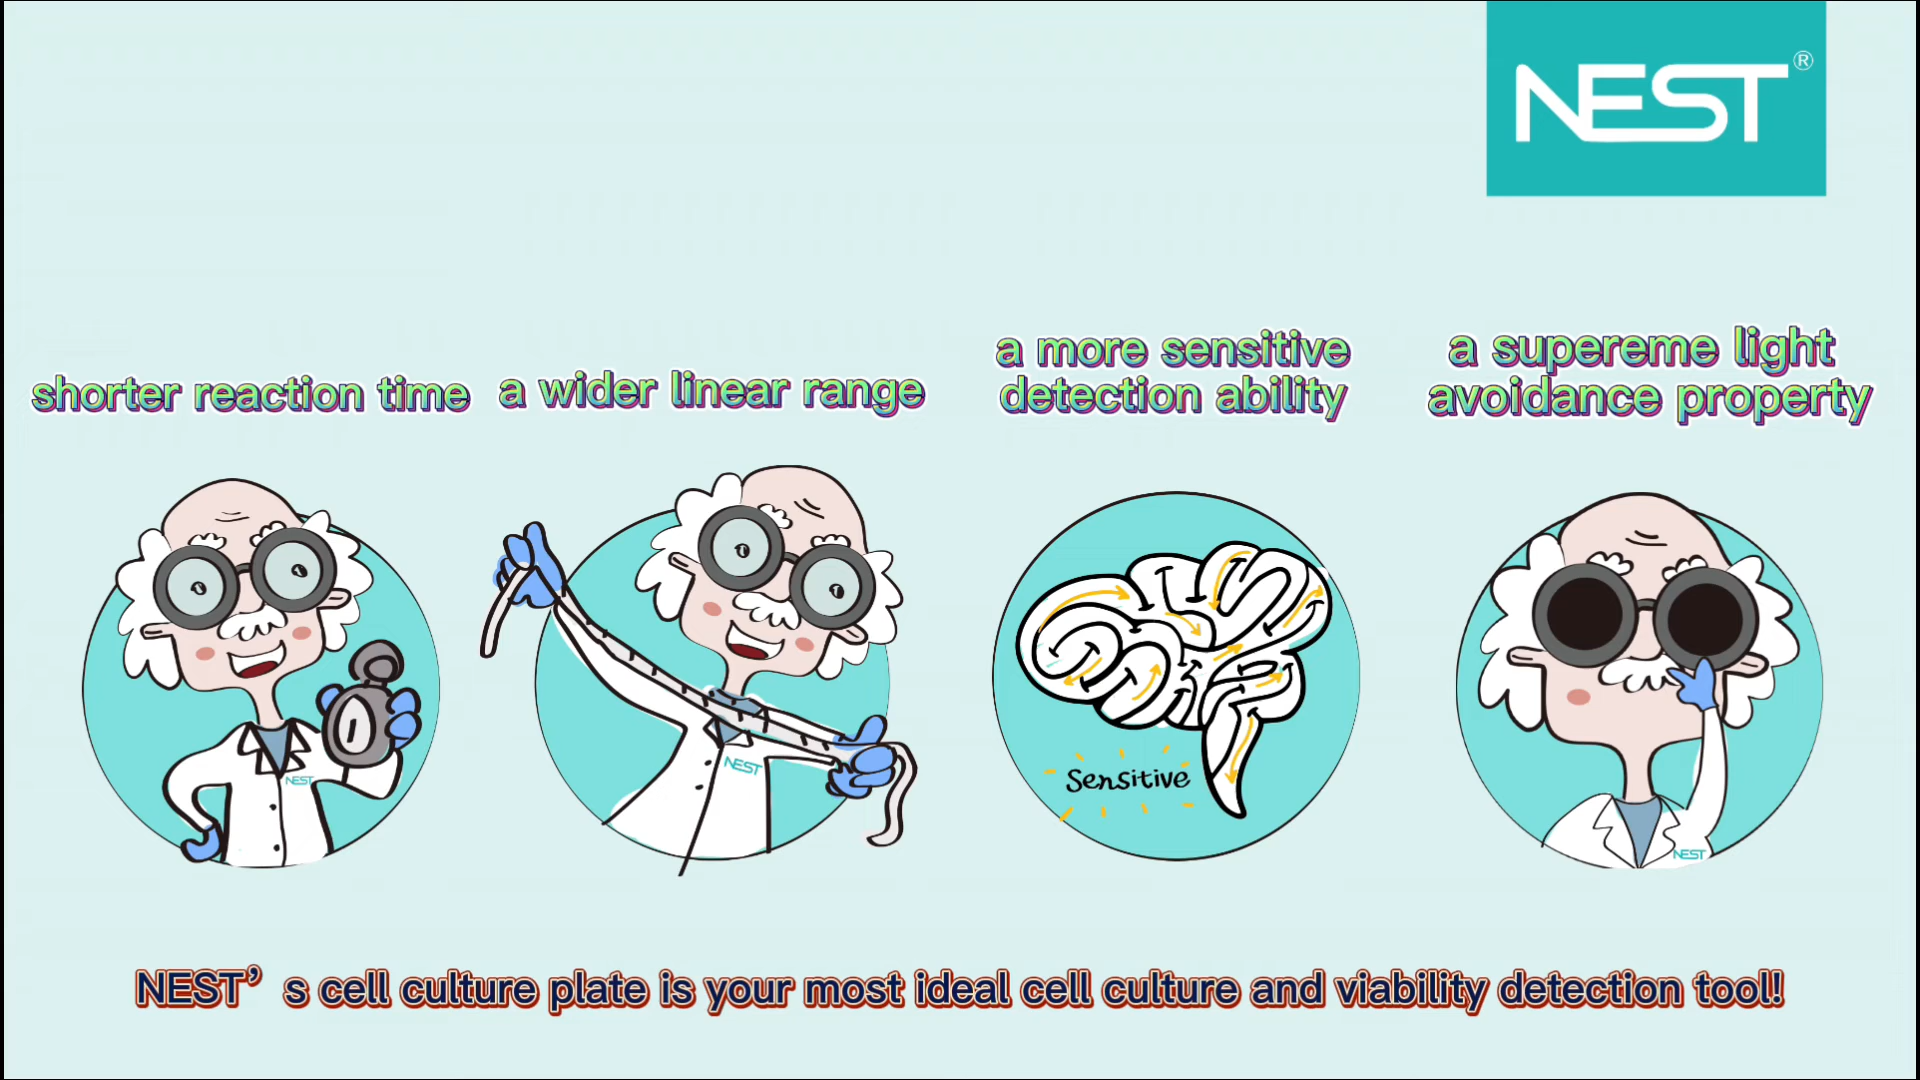 NEST®
shorter reaction time
a wider linear range
a more sensitive
detection ability
a supereme light
avoidance property
NEST
NEST
Sensitive
NEST
NEST’s cell culture plate is your most ideal cell culture and viability detection tool!